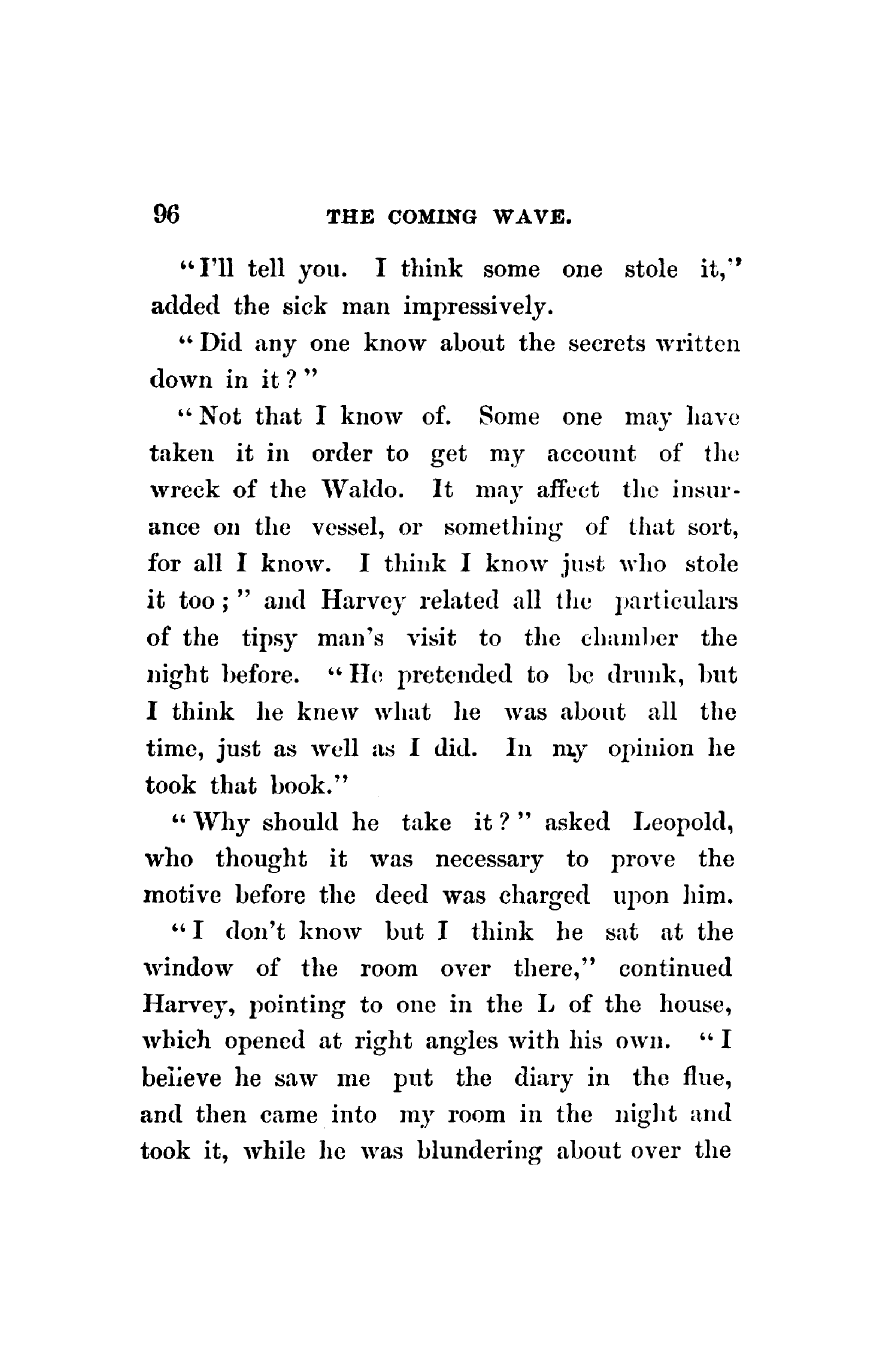 96 THE COMING WAVE.
"I'll tell you. I think some one stole it,"
added the sick man impressively.
"Did any one know about the secrets written
down in it?"
"Not that I know of. Some one may have
taken it in order to get my account of the
wreck of the Waldo. It may affect the insur-
ance on the vessel, or something of that sort,
for all I know. I think I know just who stole
it too;" and Harvey related all the particulars
of the tipsy man's visit to the chamber the
night before. "He pretended to be drunk, but
I think he knew what he was about all the
time, just as well as I did. In my opinion he
took that book."
"Why should he take it?" asked Leopold,
who thought it was necessary to prove the
motive before the deed was charged upon him.
"I don't know but I think he sat at the
window of the room over there," continued
Harvey, pointing to one in the L of the house,
which opened at right angles with his own. "I
believe he saw me put the diary in the flue,
and then came into my room in the night and
took it, while he was blundering about over the